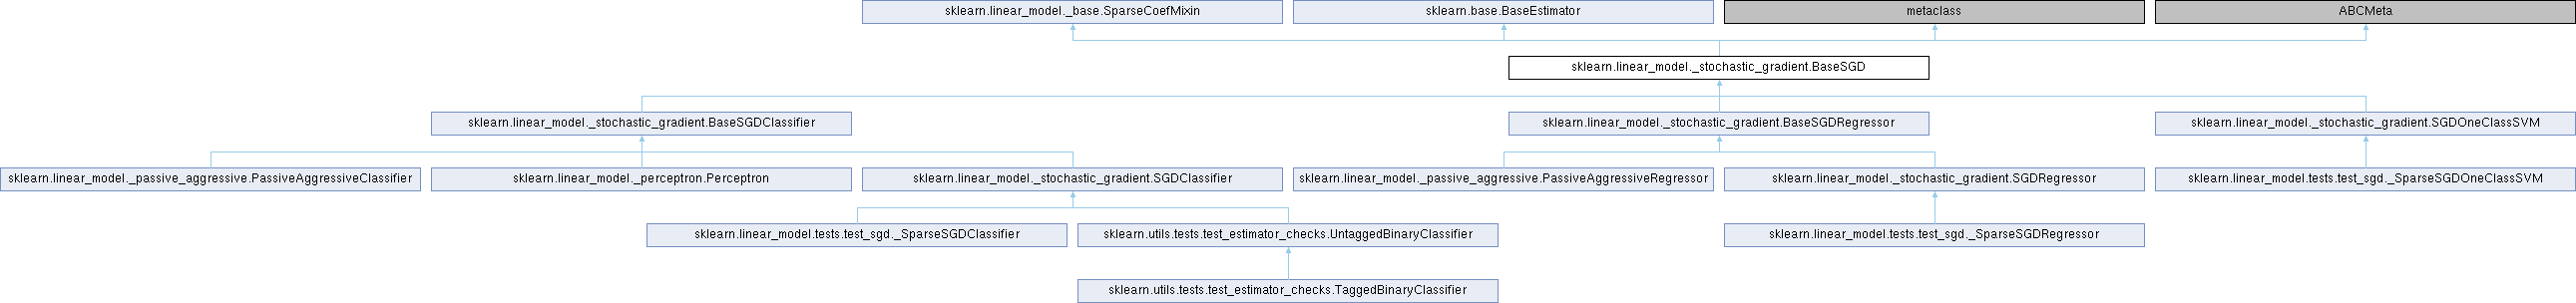 sklearn.linear_model._base.SparseCoefMixin
sklearn.base.BaseEstimator
metaclass
ABCMeta
sklearn.linear_model._stochastic_gradient.BaseSGD
sklearn.linear_model._stochastic_gradient.BaseSGDClassifier
sklearn.linear_model._stochastic_gradient.BaseSGDRegressor
sklearn.linear_model._stochastic_gradient.SGDOneClassSVM
sklearn.linear_model._passive_aggressive.PassiveAggressiveClassifier
sklearn.linear_model._perceptron.Perceptron
sklearn.linear_model._stochastic_gradient.SGDClassifier
sklearn.linear_model._passive_aggressive.PassiveAggressiveRegressor
sklearn.linear_model._stochastic_gradient.SGDRegressor
sklearn.linear_model.tests.test_sgd._SparseSGDOneClassSVM
sklearn.linear_model.tests.test_sgd._SparseSGDClassifier
sklearn.utils.tests.test_estimator_checks.UntaggedBinaryClassifier
sklearn.linear_model.tests.test_sgd._SparseSGDRegressor
sklearn.utils.tests.test_estimator_checks.TaggedBinaryClassifier